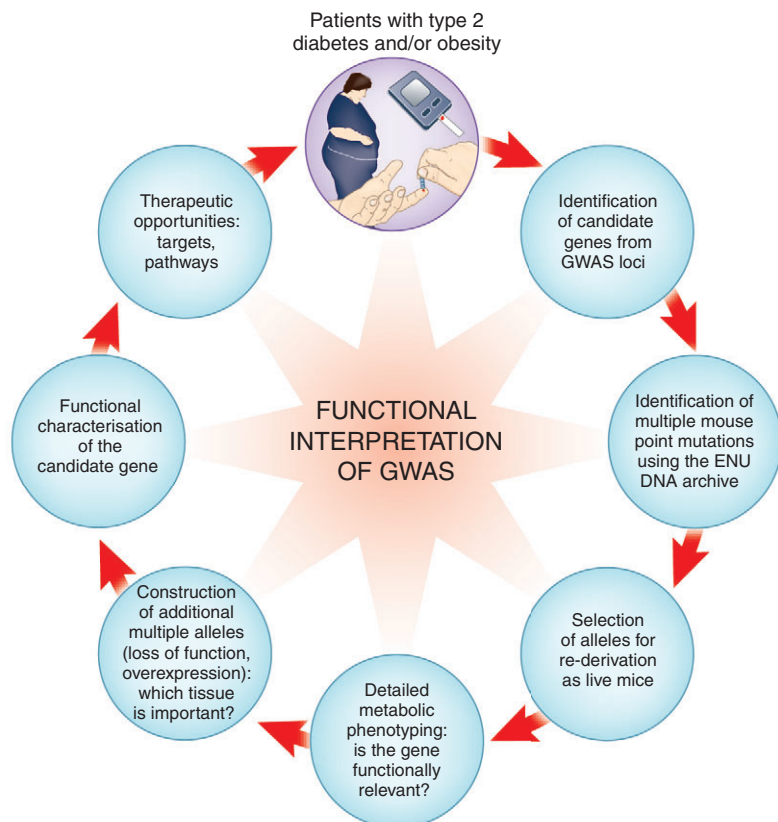 Patients with type 2
diabetes and/or obesity
Identification
of candidate
genes from
GWAS loci
Identification of
multiple mouse
point mutations
using the ENU
DNA archive
Selection
of alleles for
re-derivation
as live mice
Detailed
metabolic
phenotyping:
is the gene
functionally
relevant?
Construction
of additional
multiple alleles
(loss of function,
overexpression):
which tissue
is important?
Functional
characterisation
of the
candidate gene
Therapeutic
opportunities:
targets,
pathways
FUNCTIONAL
INTERPRETATION
OF GWAS